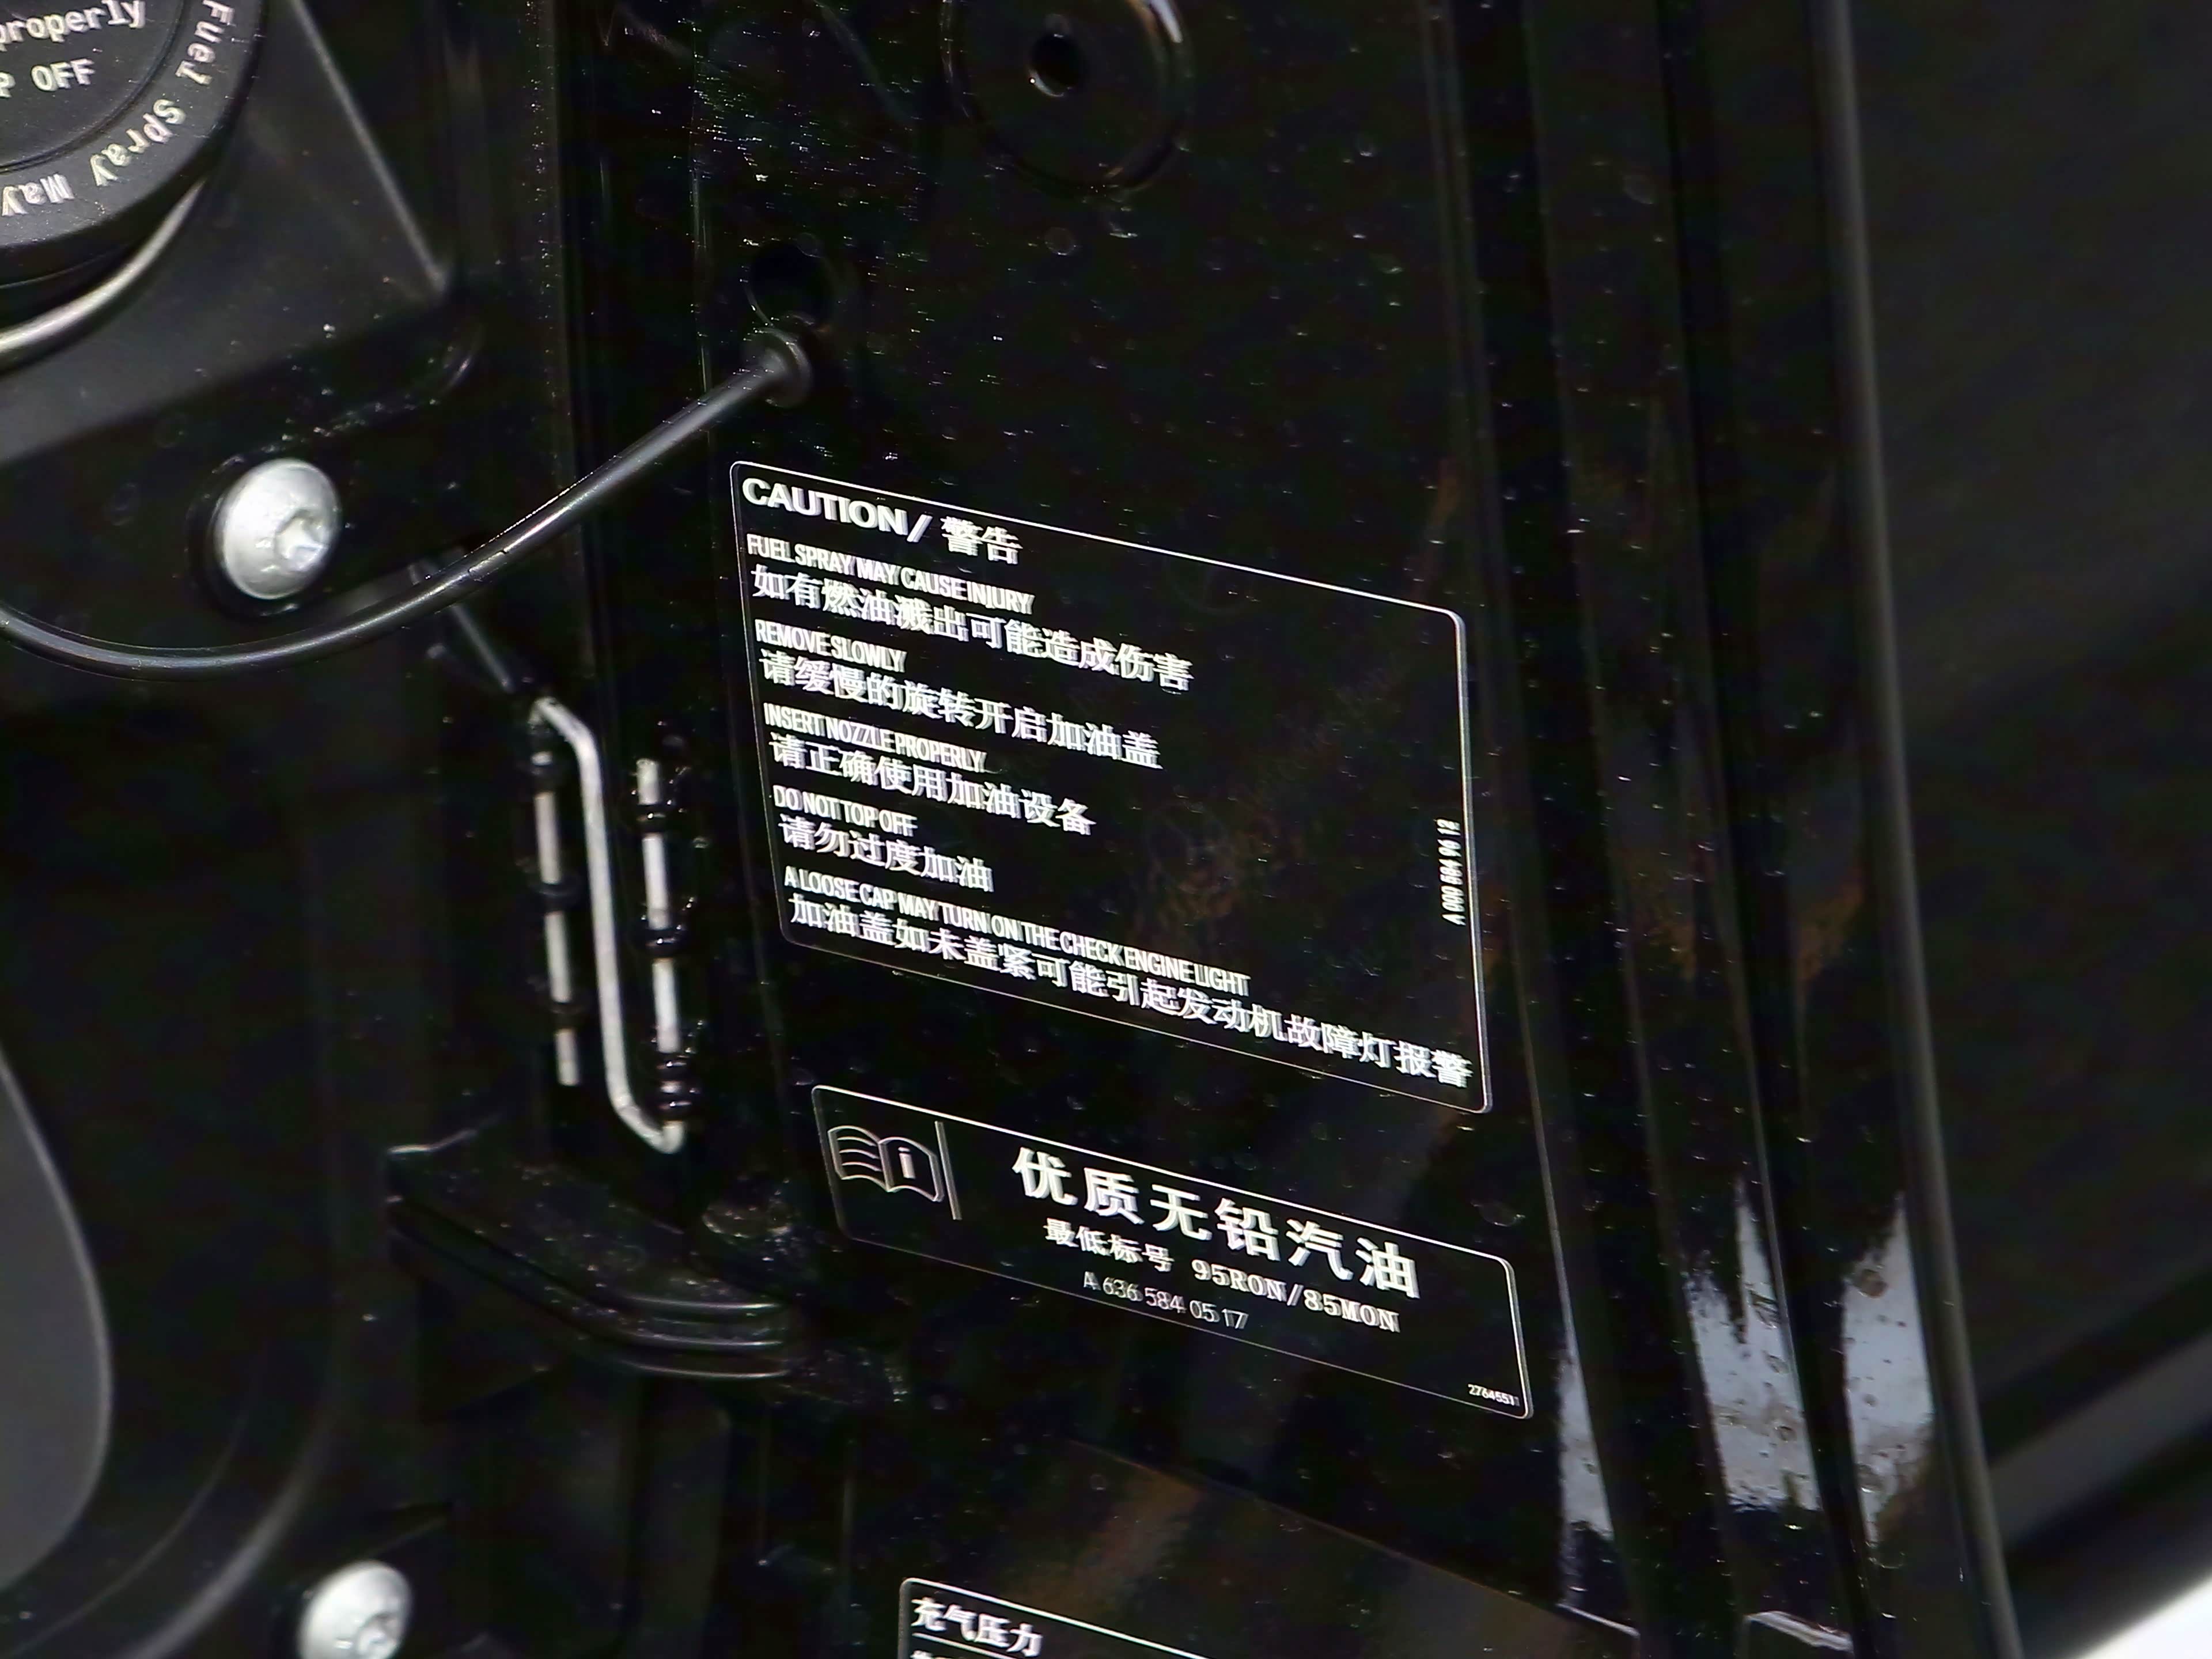 properly
P OFF
Fuel Spray May
CAUTION/ 警告
FUEL SPRAY MAY CAUSE INJURY
如有燃油溅出可能造成伤害
REMOVE SLOWLY
请缓慢的旋转开启加油盖
INSERT NOZZLE PROPERLY
请正确使用加油设备
DO NOT TOP OFF
请勿过度加油
A LOOSE CAP MAY TURN ON THE CHECK ENGINE LIGHT
加油盖如未盖紧可能引起发动机故障灯报警
A 000 584 96 12
优质无铅汽油
最低标号 95RON/85MON
A 636 584 05 17
2764551
充气压力